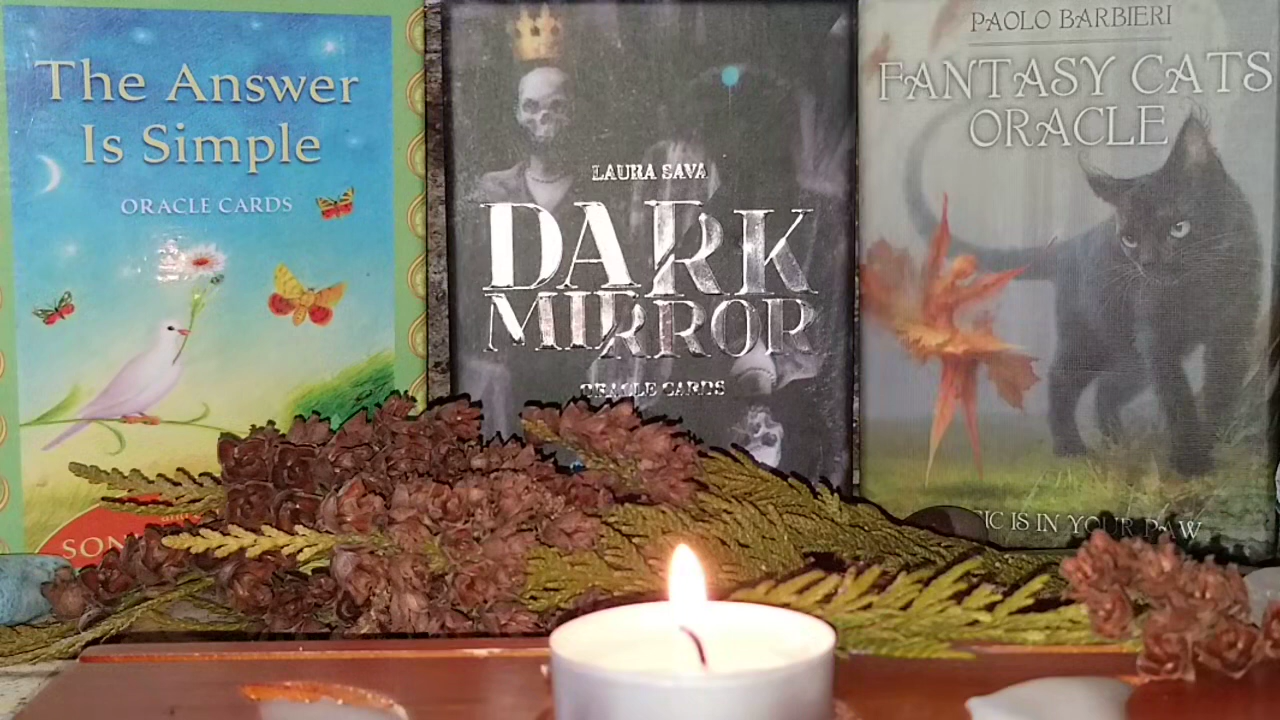 The Answer
Is Simple
ORACLE CARDS
LAURA SAVA
DARK
MIRROR
ORACLE CARDS
PAOLO BARBIERI
FANTASY CATS
ORACLE
IS IN YOUR PAW